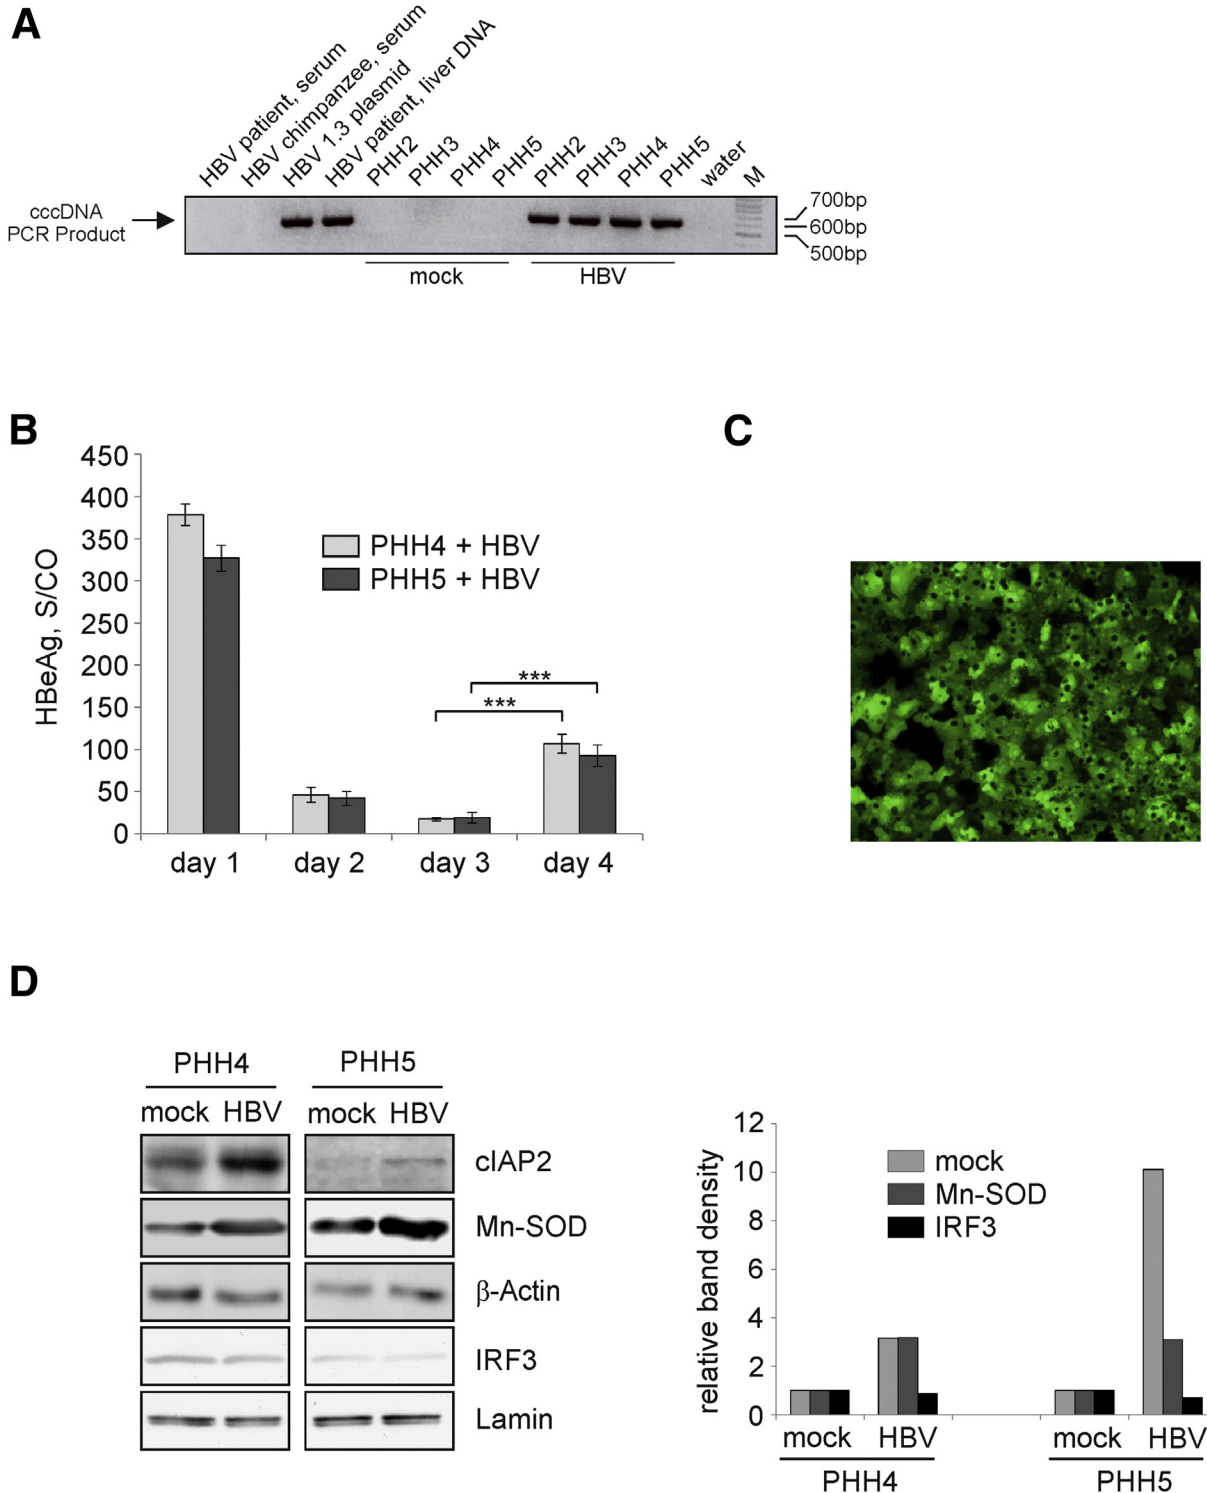 A
HBV patient, serum
HBV chimpanzee, serum
HBV 1.3 plasmid
HBV patient, liver DNA
PHH2
PHH3
PHH4
PHH5
PHH2
PHH3
PHH4
PHH5
water
M
cccDNA
PCR Product
700bp
600bp
500bp
mock
HBV
B
450
400
350
300
250
200
150
100
50
0
HBeAg, S/CO
PHH4 + HBV
PHH5 + HBV
***
***
day 1
day 2
day 3
day 4
C
D
PHH4
PHH5
mock HBV
mock HBV
cIAP2
Mn-SOD
β-Actin
IRF3
Lamin
12
10
8
6
4
2
0
relative band density
mock
Mn-SOD
IRF3
mock
HBV
mock
HBV
PHH4
PHH5